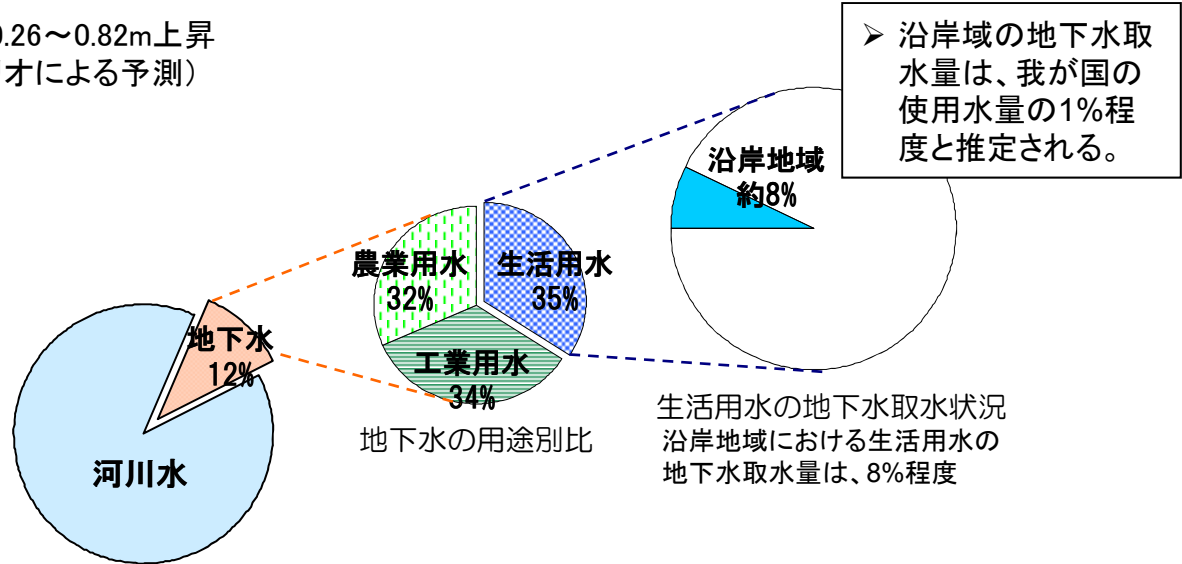 0.26～0.82m上昇
オによる予測）
➢ 沿岸域の地下水取
水量は、我が国の
使用水量の1%程
度と推定される。
沿岸地域
約8%
農業用水
32%
生活用水
35%
工業用水
34%
地下水
12%
河川水
地下水の用途別比
生活用水の地下水取水状況
沿岸地域における生活用水の
地下水取水量は、8%程度